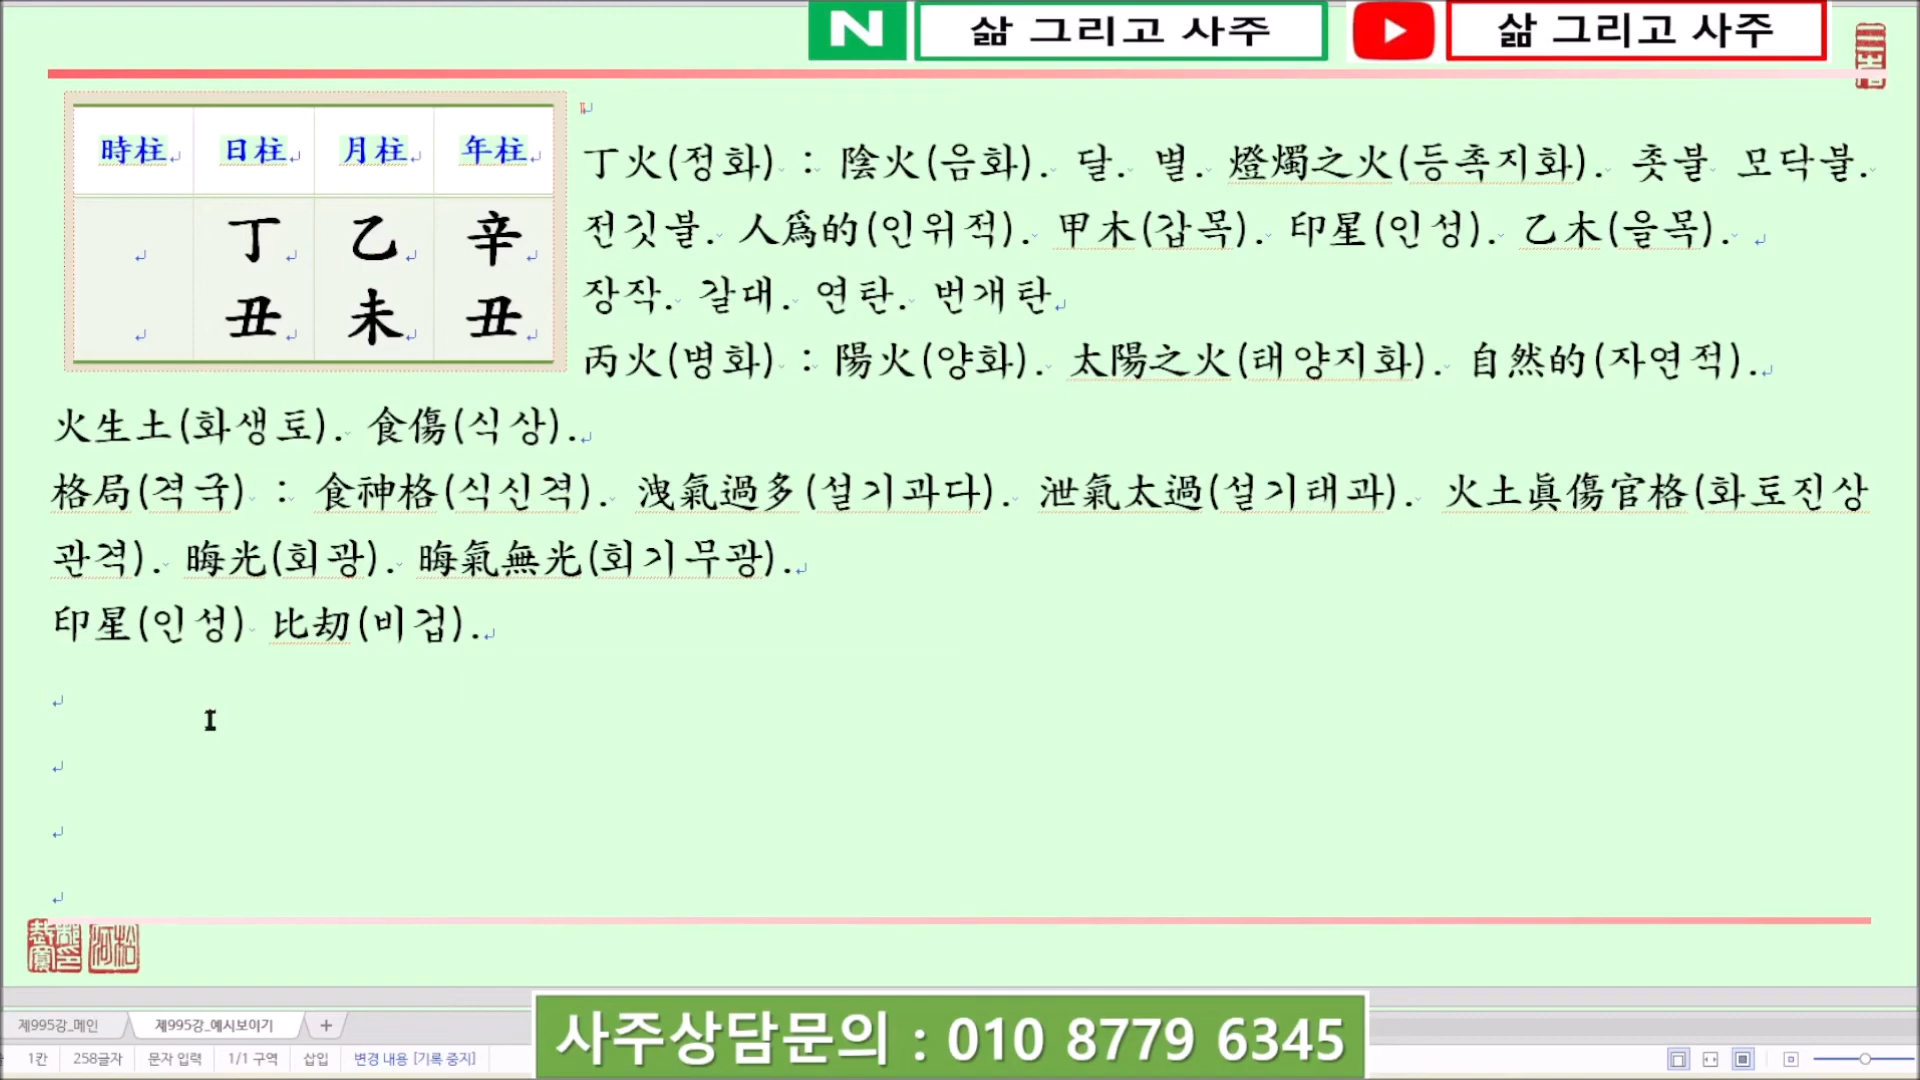 N 삶 그리고 사주 삶 그리고 사주
時柱 日柱 月柱 年柱
丁 乙 辛
丑 未 丑
丁火(정화) : 陰火(음화). 달. 별. 燈燭之火(등촉지화). 촛불 모닥불.
전깃불. 人爲的(인위적). 甲木(갑목). 印星(인성). 乙木(을목).
장작. 갈대. 연탄. 번개탄
丙火(병화) : 陽火(양화). 太陽之火(태양지화). 自然的(자연적).
火生土(화생토). 食傷(식상).
格局(격국) : 食神格(식신격). 洩氣過多(설기과다). 泄氣太過(설기태과). 火土眞傷官格(화토진상
관격). 晦光(회광). 晦氣無光(회기무광).
印星(인성) 比刧(비겁).
제995강_메인 제995강_예시보이기 +
1칸 258글자 문자 입력 1/1 구역 삽입 변경 내용 [기록 중지]
사주상담문의 : 010 8779 6345